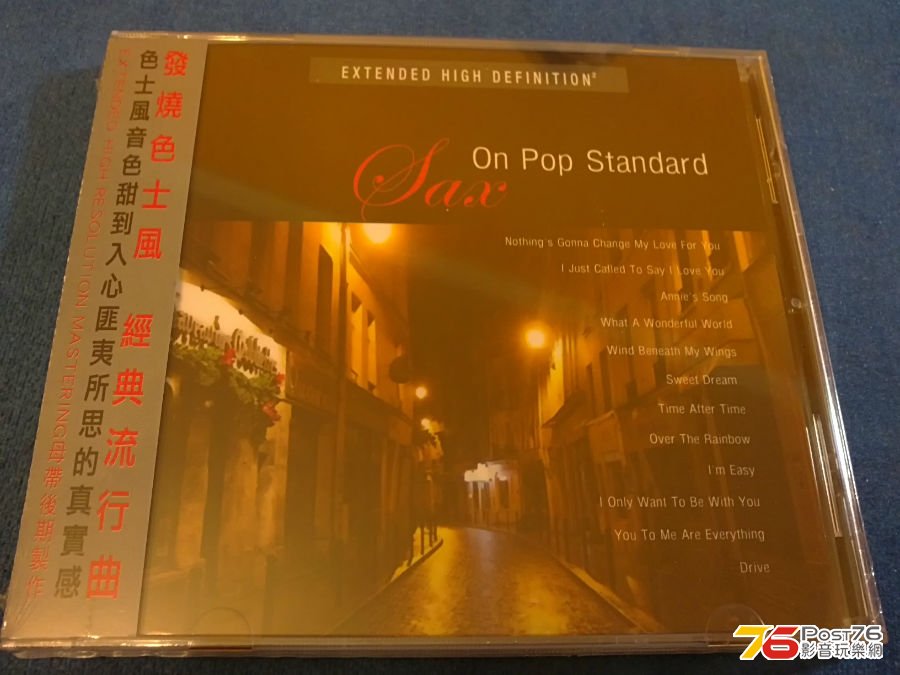 發燒色士風 經典流行曲
色士風音色甜到入心匪夷所思的真實感
EXTENDED HIGH RESOLUTION MASTERING母帶後期製作
EXTENDED HIGH DEFINITION²
Sax On Pop Standard
Nothing's Gonna Change My Love For You
I Just Called To Say I Love You
Annie's Song
What A Wonderful World
Wind Beneath My Wings
Sweet Dream
Time After Time
Over The Rainbow
I'm Easy
I Only Want To Be With You
You To Me Are Everything
Drive
76 Post76
影音玩樂網